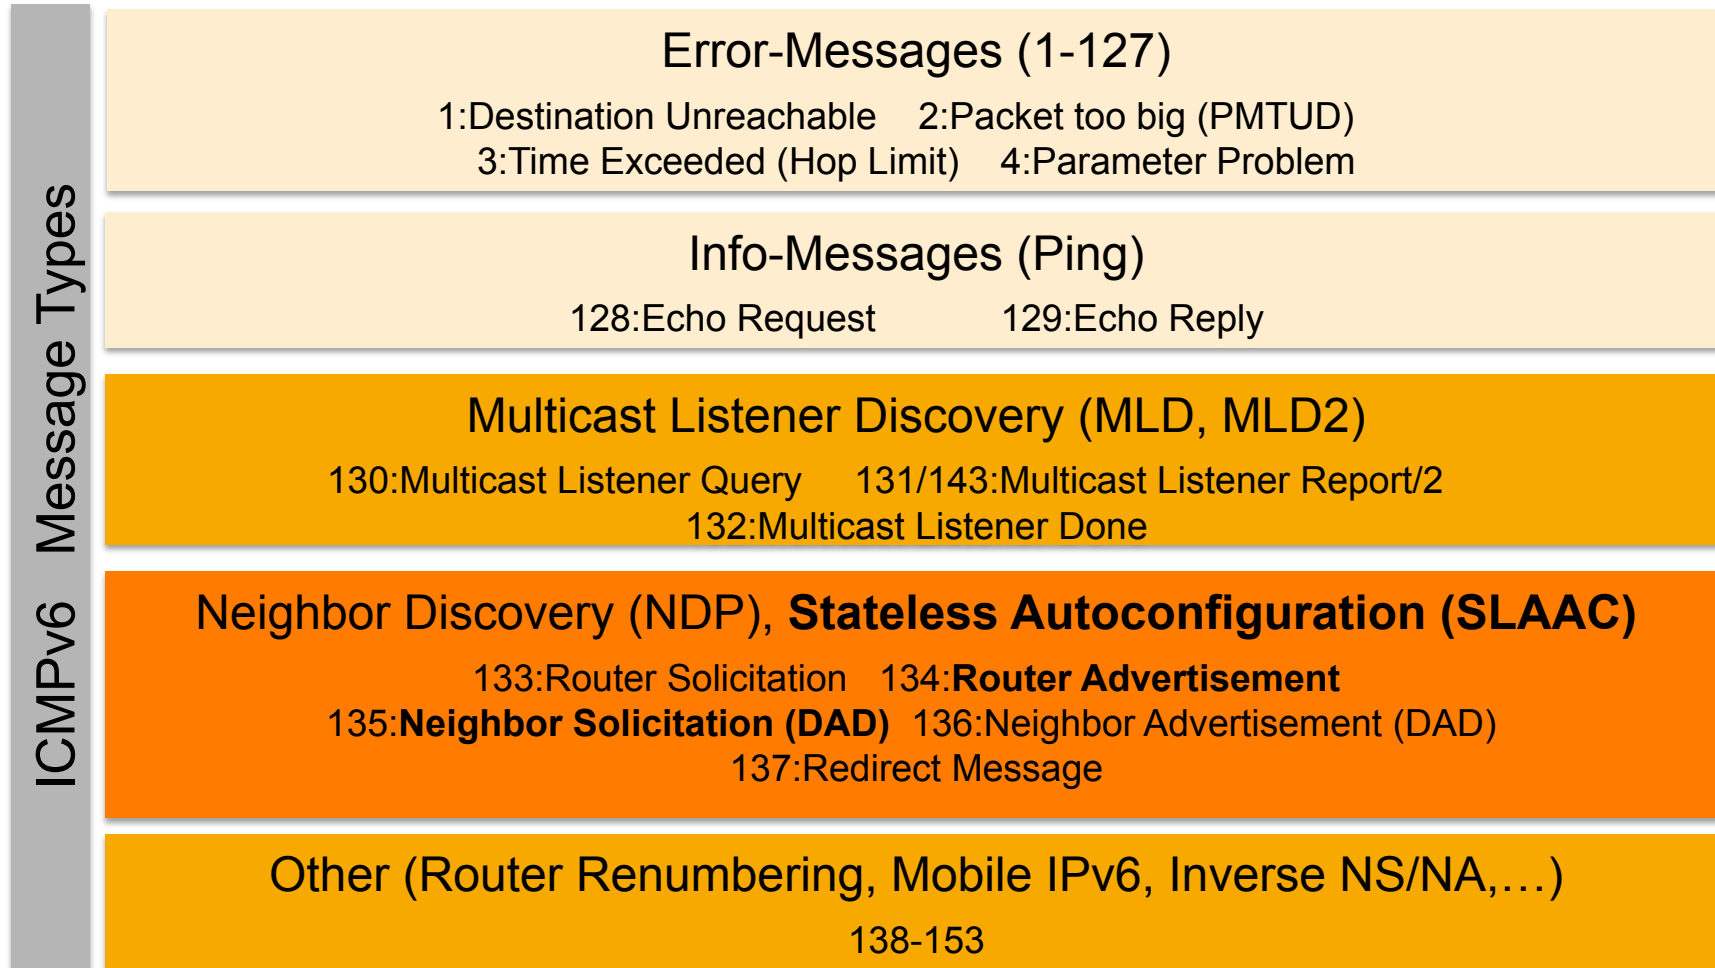 ICMPv6 Message Types
Error-Messages (1-127)
1:Destination Unreachable 2:Packet too big (PMTUD)
3:Time Exceeded (Hop Limit) 4:Parameter Problem
Info-Messages (Ping)
128:Echo Request 129:Echo Reply
Multicast Listener Discovery (MLD, MLD2)
130:Multicast Listener Query 131/143:Multicast Listener Report/2
132:Multicast Listener Done
Neighbor Discovery (NDP), Stateless Autoconfiguration (SLAAC)
133:Router Solicitation 134:Router Advertisement
135:Neighbor Solicitation (DAD) 136:Neighbor Advertisement (DAD)
137:Redirect Message
Other (Router Renumbering, Mobile IPv6, Inverse NS/NA,…)
138-153